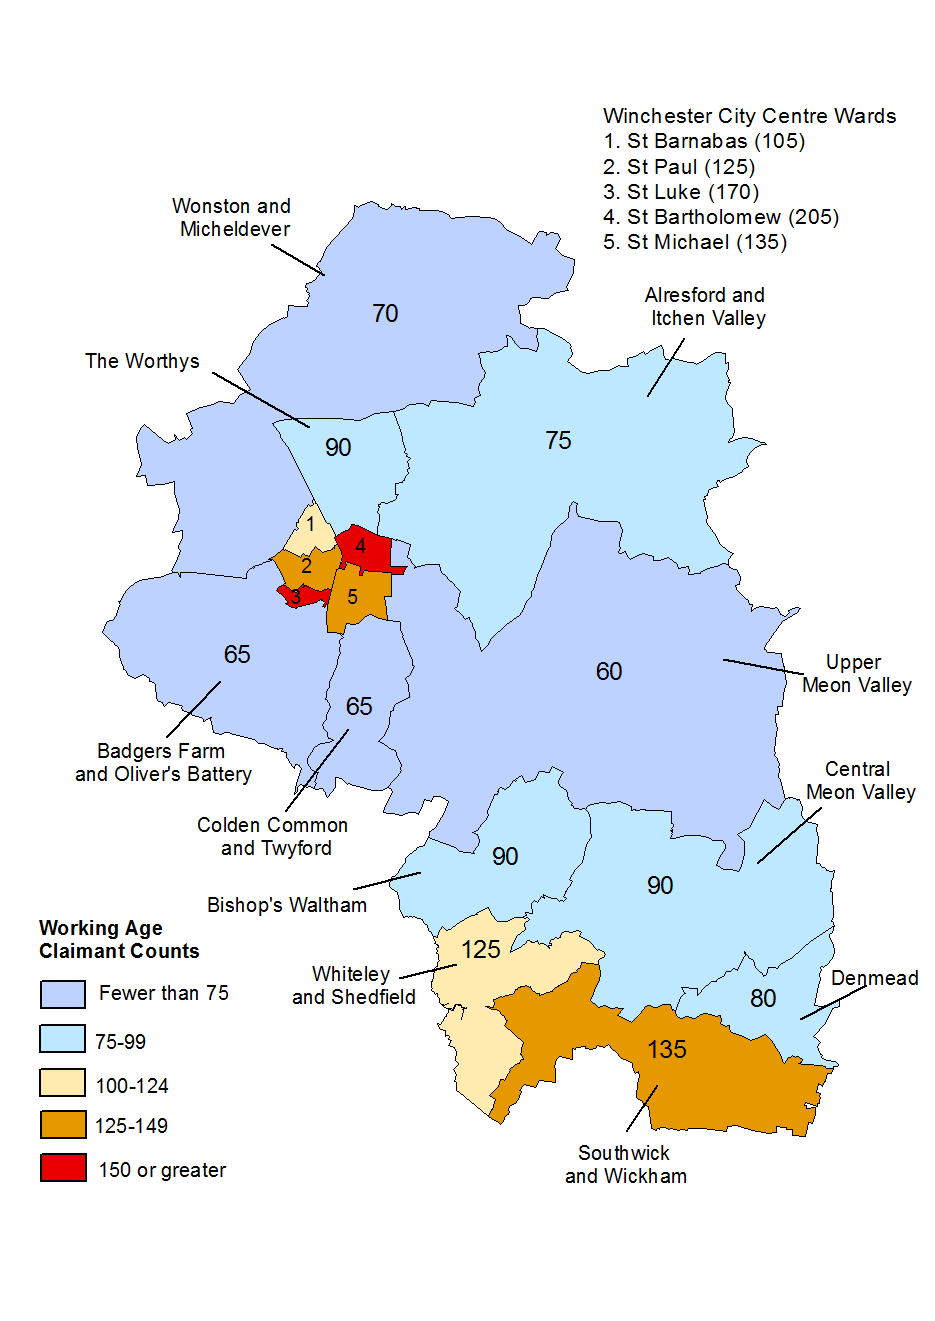 Winchester City Centre Wards
1. St Barnabas (105)
2. St Paul (125)
3. St Luke (170)
4. St Bartholomew (205)
5. St Michael (135)
Wonston and
Micheldever
70
Alresford and
Itchen Valley
The Worthys
90
75
1
4
2
3
5
65
60
Upper
Meon Valley
65
Badgers Farm
and Oliver's Battery
Central
Meon Valley
Colden Common
and Twyford
90
90
Bishop's Waltham
125
Whiteley
and Shedfield
Denmead
80
135
Southwick
and Wickham
Working Age
Claimant Counts
Fewer than 75
75-99
100-124
125-149
150 or greater